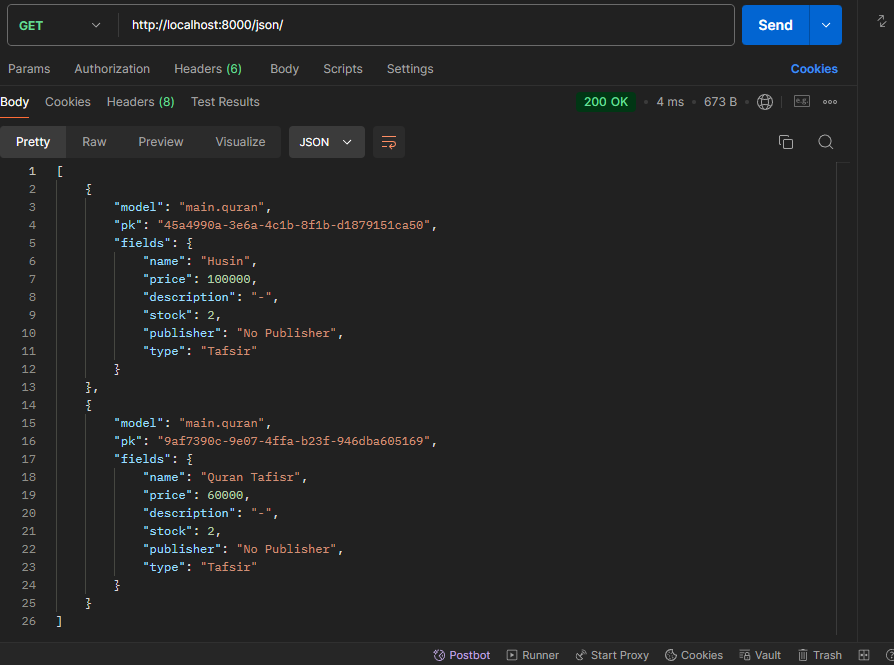 GET http://localhost:8000/json/ Send
Params Authorization Headers (6) Body Scripts Settings Cookies
Body Cookies Headers (8) Test Results 200 OK • 4 ms • 673 B • e.g.
Pretty Raw Preview Visualize JSON
1 [
2 {
3 "model": "main.quran",
4 "pk": "45a4990a-3e6a-4c1b-8f1b-d1879151ca50",
5 "fields": {
6 "name": "Husin",
7 "price": 100000,
8 "description": "-",
9 "stock": 2,
10 "publisher": "No Publisher",
11 "type": "Tafsir"
12 }
13 },
14 {
15 "model": "main.quran",
16 "pk": "9af7390c-9e07-4ffa-b23f-946dba605169",
17 "fields": {
18 "name": "Quran Tafisr",
19 "price": 60000,
20 "description": "-",
21 "stock": 2,
22 "publisher": "No Publisher",
23 "type": "Tafsir"
24 }
25 }
26 ]
Postbot Runner Start Proxy Cookies Vault Trash